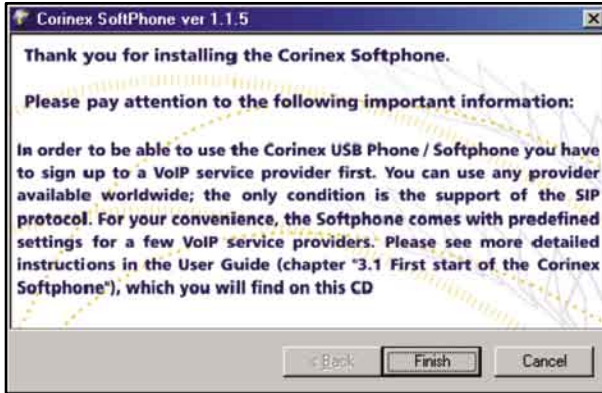 Corinex SoftPhone ver 1.1.5
Thank you for installing the Corinex Softphone.
Please pay attention to the following important information:
In order to be able to use the Corinex USB Phone / Softphone you have
to sign up to a VoIP service provider first. You can use any provider
available worldwide; the only condition is the support of the SIP
protocol. For your convenience, the Softphone comes with predefined
settings for a few VoIP service providers. Please see more detailed
instructions in the User Guide (chapter "3.1 First start of the Corinex
Softphone"), which you will find on this CD
< Back
Finish
Cancel